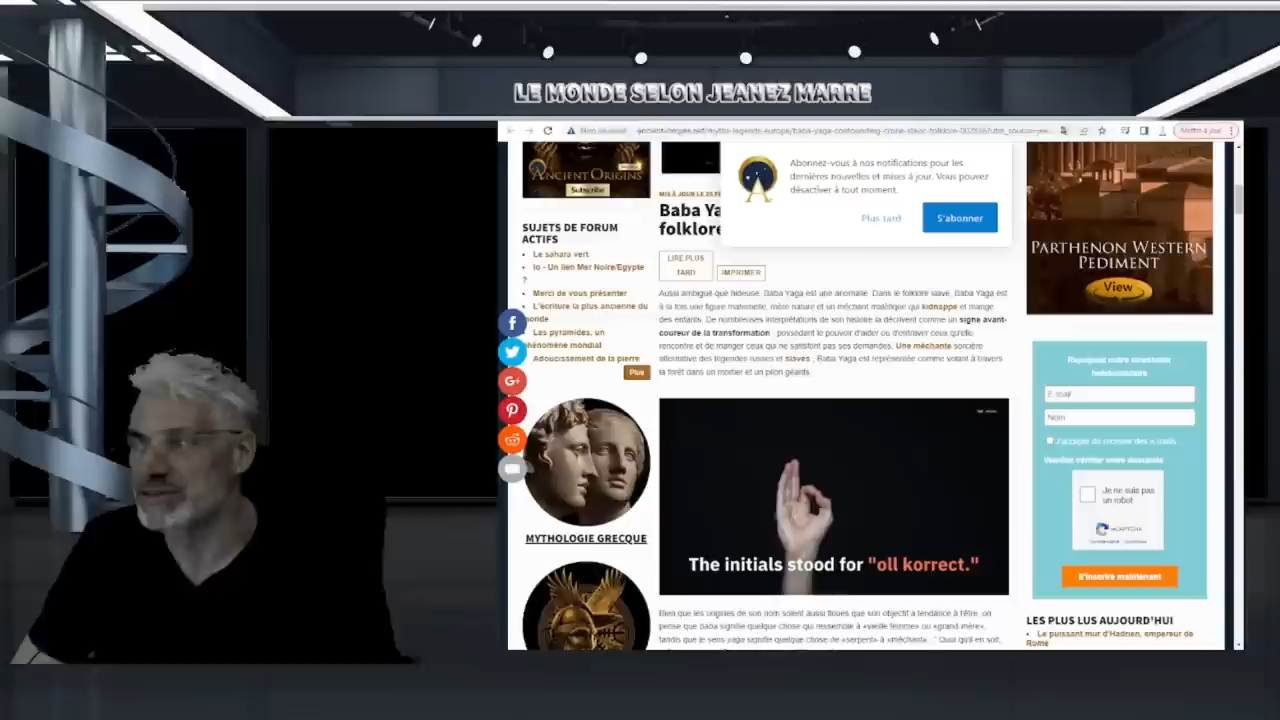 LE MONDE SELON JEANEZ MARRE
Mettre à jour
ANCIENT ORIGINS
Subscribe
SUJETS DE FORUM
ACTIFS
Le sahara vert
Io - Un lien Mer Noire/Egypte
?
Merci de vous présenter
L'écriture la plus ancienne du
monde
Les pyramides, un
phénomène mondial
Adoucissement de la pierre
Plus
MYTHOLOGIE GRECQUE
Baba Ya
folklore
LIRE PLUS
TARD
IMPRIMER
Abonnez-vous à nos notifications pour les
dernières nouvelles et mises à jour. Vous pouvez
désactiver à tout moment.
Plus tard
S'abonner
Aussi ambiguë que hideuse, Baba Yaga est une anomalie. Dans le folklore slave, Baba Yaga est
à la fois une figure maternelle, mère nature et un méchant maléfique qui kidnappe et mange
des enfants. De nombreuses interprétations de son histoire la décrivent comme un signe avant-
coureur de la transformation possédant le pouvoir d'aider ou d'entraver ceux qu'elle
rencontre et de manger ceux qui ne satisfont pas ses demandes. Une méchante sorcière
alternative des légendes russes et slaves , Baba Yaga est représentée comme volant à travers
la forêt dans un mortier et un pilon géants.
The initials stood for "oll korrect."
Bien que les origines de son nom soient aussi floues que son objectif a tendance à l'être, on
pense que Baba signifie quelque chose qui ressemble à «vieille femme» ou «grand-mère»,
tandis que le sens yaga signifie quelque chose de «serpent» à «méchant». " Quoi qu'il en soit,
PARTHENON WESTERN
PEDIMENT
View
Rejoignez notre newsletter
hebdomadaire
E-mail
Nom
J'accepte de recevoir des e-mails
Veuillez vérifier votre demande
Je ne suis pas
un robot
reCAPTCHA
S'inscrire maintenant
LES PLUS LUS AUJOURD'HUI
Le puissant mur d'Hadrien, empereur de
Rome